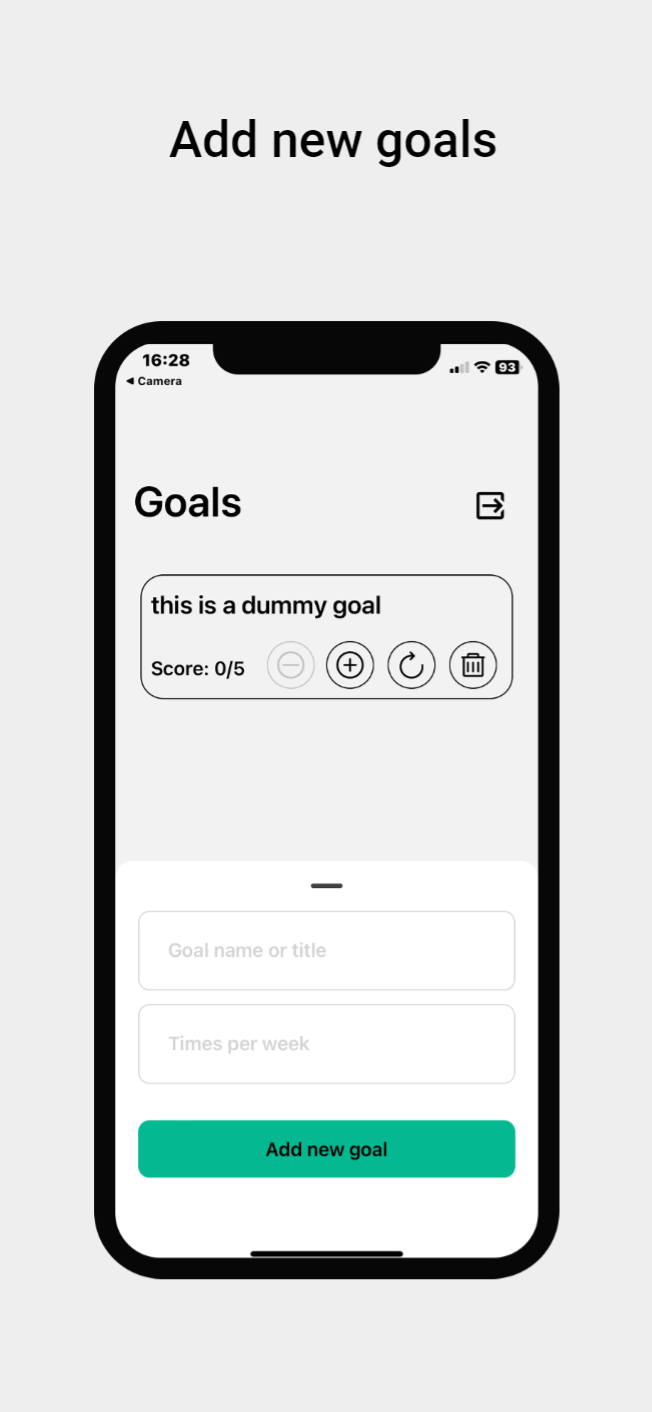 Add new goals
16:28
93
◀ Camera
Goals
this is a dummy goal
Score: 0/5
Goal name or title
Times per week
Add new goal